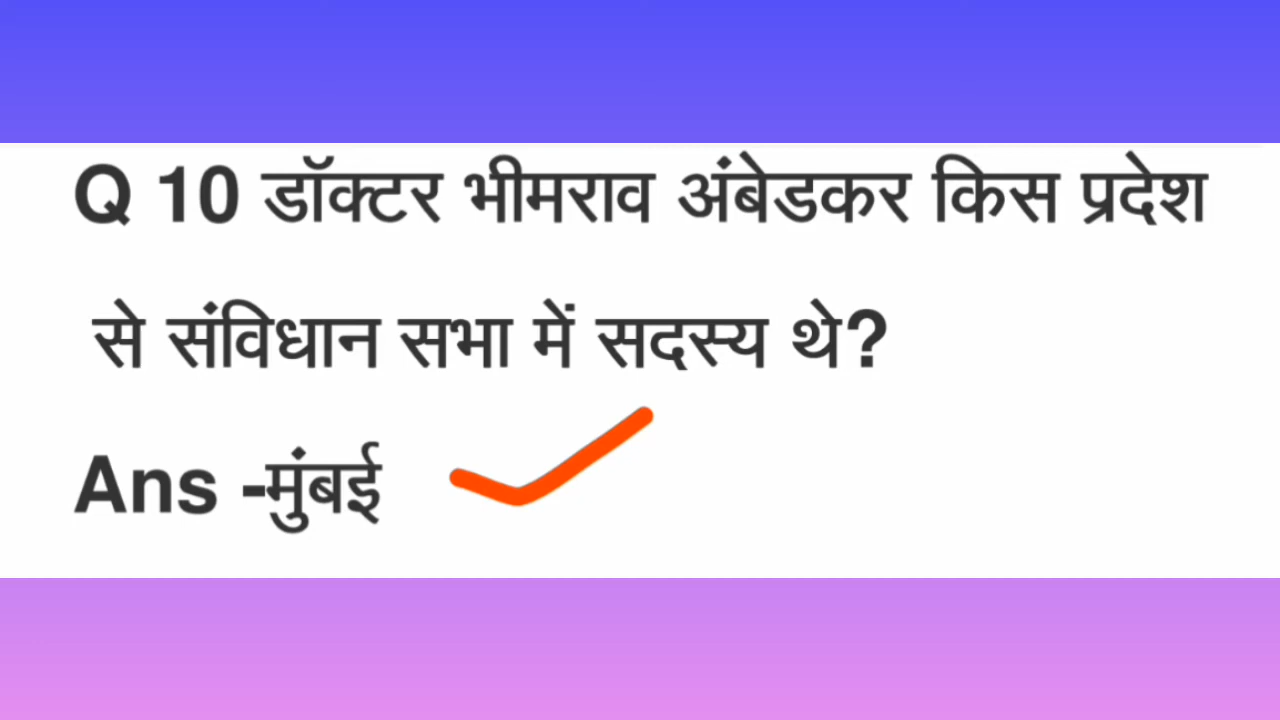 Q 10 डॉक्टर भीमराव अंबेडकर किस प्रदेश
से संविधान सभा में सदस्य थे?
Ans -मुंबई